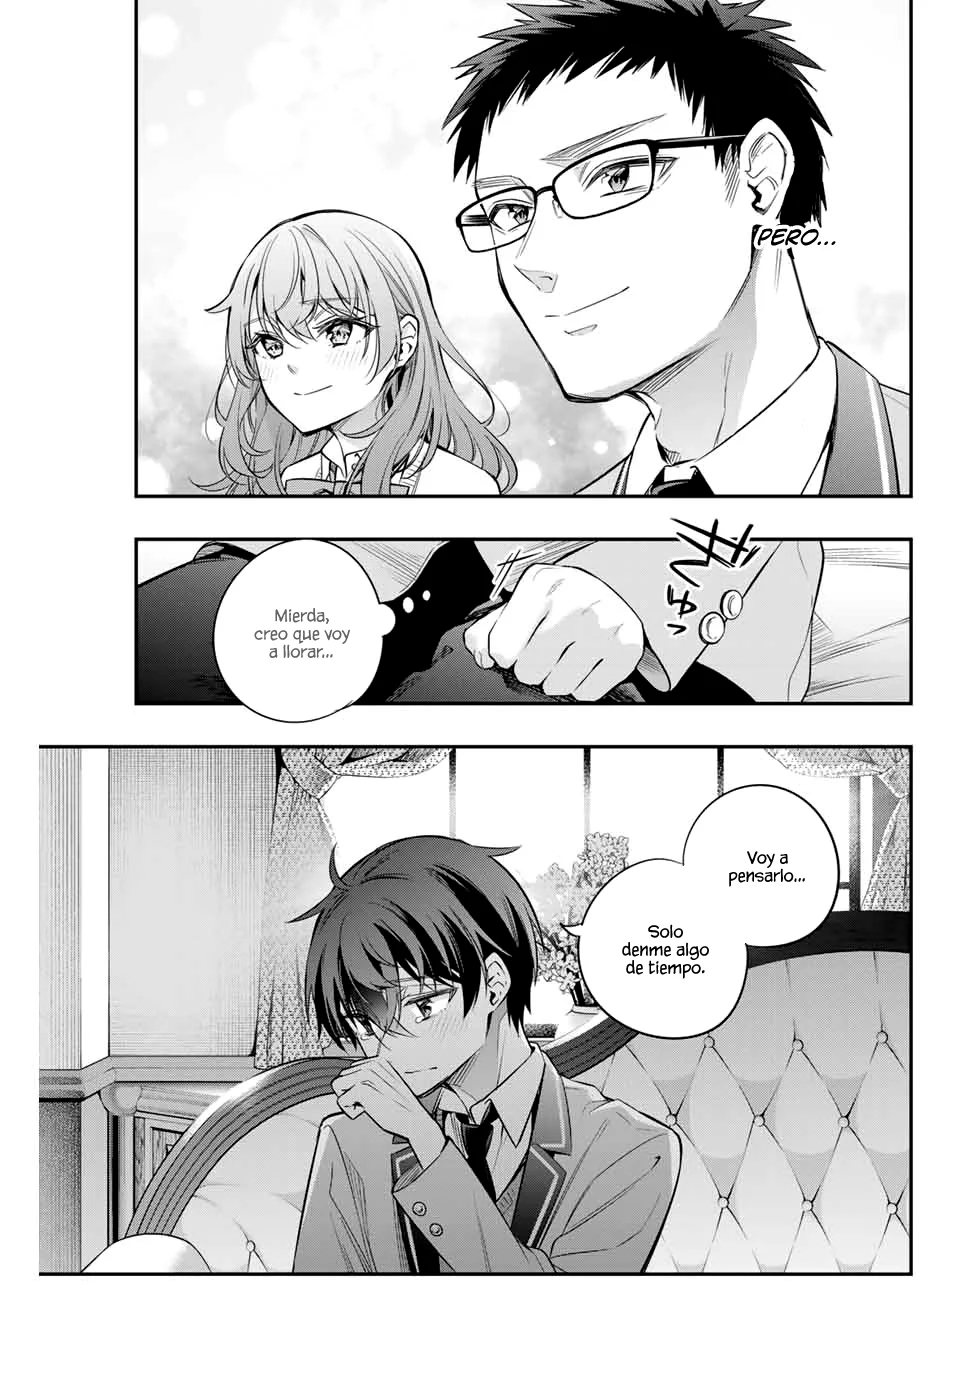 PERO...
Mierda,
creo que voy
a llorar...
Voy a
pensarlo...
Solo
denme algo
de tiempo.